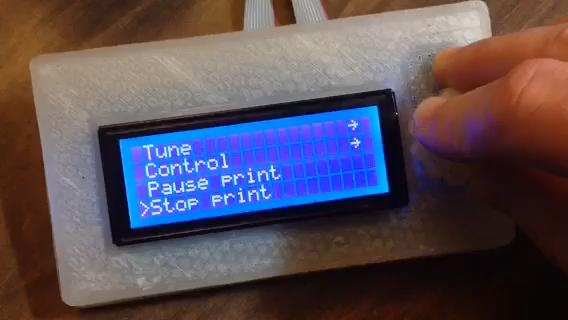 Tune →
Control →
Pause print
>Stop print